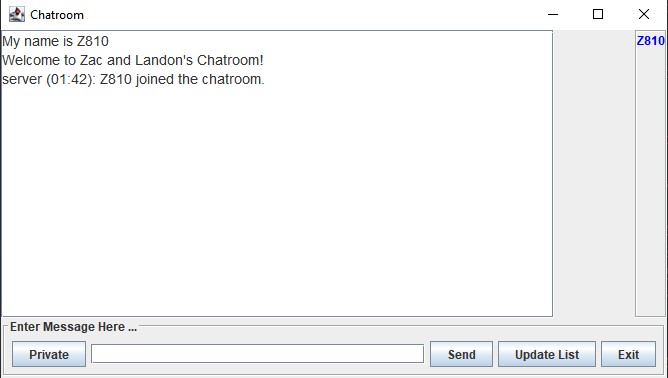 Chatroom
My name is Z810
Welcome to Zac and Landon's Chatroom!
server (01:42): Z810 joined the chatroom.
Z810
Enter Message Here ...
Private
Send
Update List
Exit